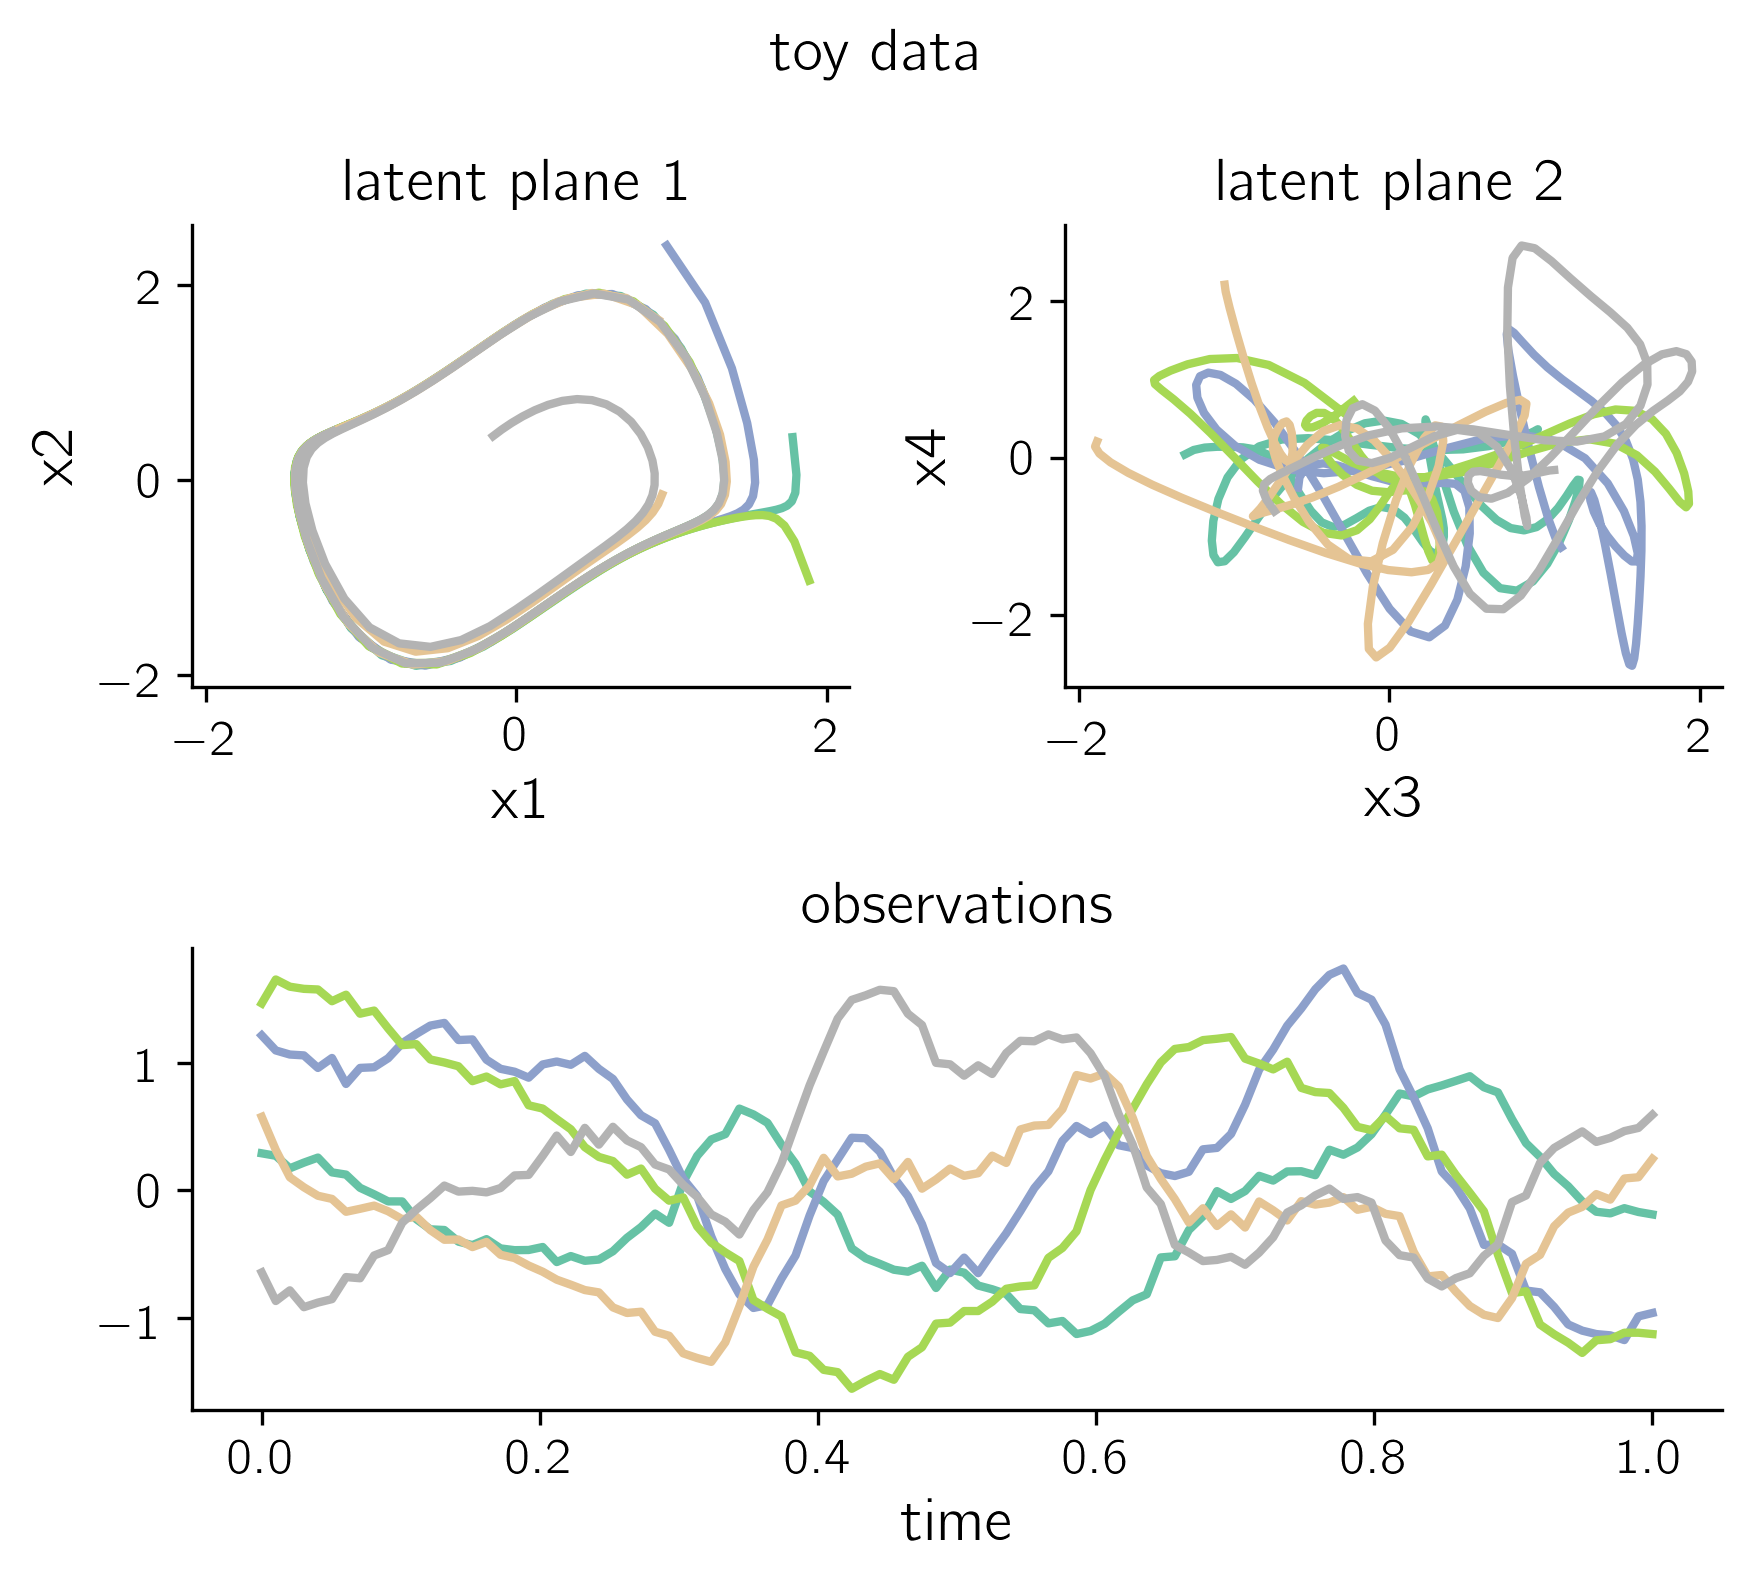 toy data
latent plane 1
latent plane 2
2
0
−2
x2
−2 0 2
x1
2
0
−2
x4
−2 0 2
x3
observations
1
0
−1
0.0 0.2 0.4 0.6 0.8 1.0
time